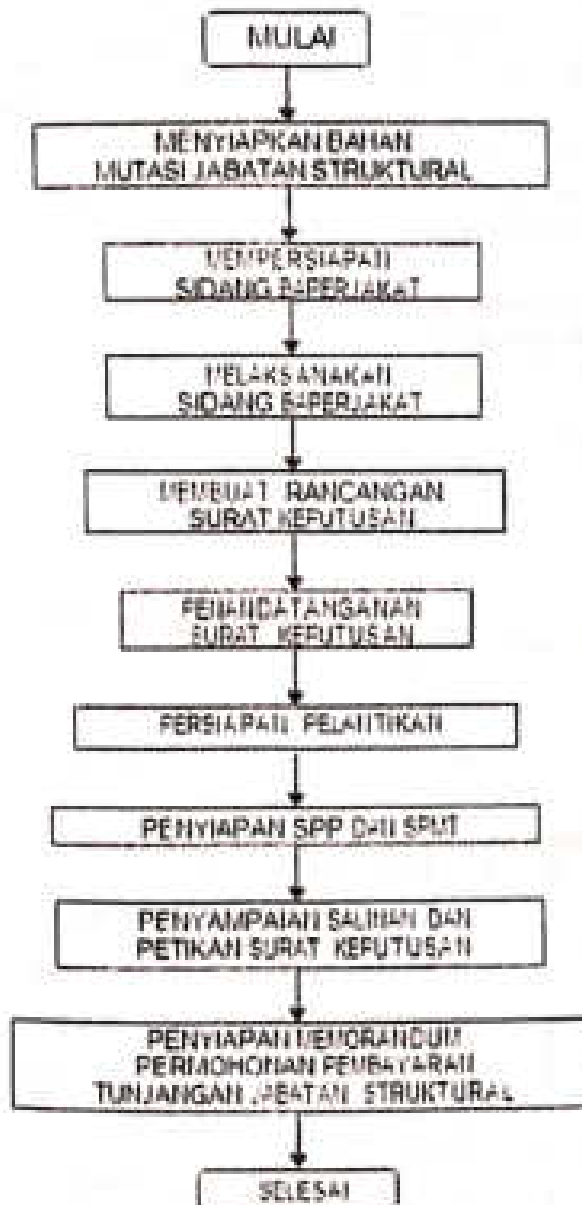 MULAI
MENYIAPKAN BAHAN
MUTASI JABATAN STRUKTURAL
MEMPERSIAPAN
SIDANG BAPERJAKAT
MELAKSANAKAN
SIDANG BAPERJAKAT
MEMBUAT RANCANGAN
SURAT KEPUTUSAN
PENANDATANGANAN
SURAT KEPUTUSAN
PERSIAPAN PELANTIKAN
PENYIAPAN SPP DAN SPMT
PENYAMPAIAN SALINAN DAN
PETIKAN SURAT KEPUTUSAN
PENYIAPAN MEMORANDUM
PERMOHONAN PEMBAYARAN
TUNJANGAN JABATAN STRUKTURAL
SELESAI